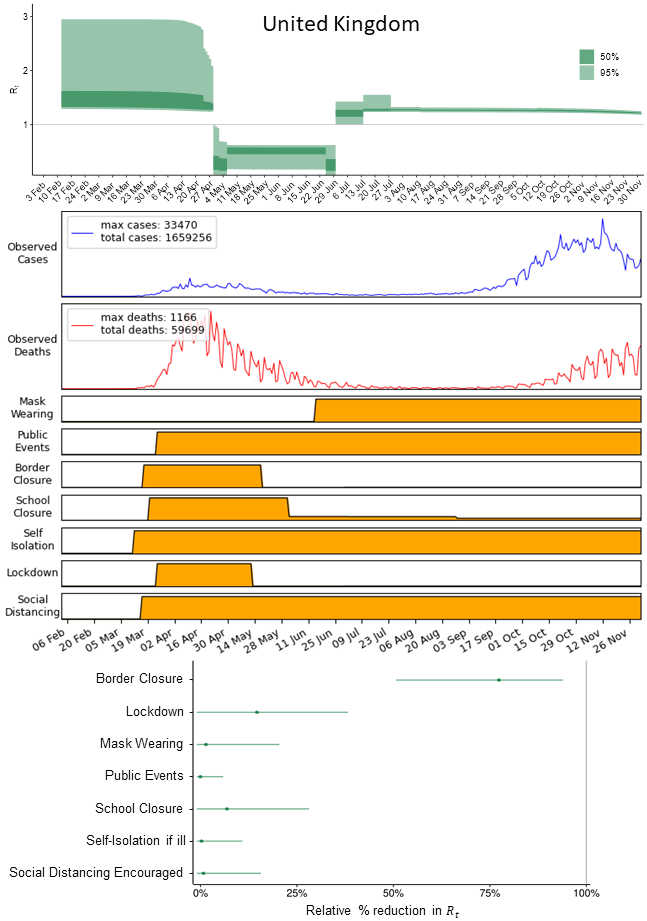 United Kingdom
3
2
1
R_t
50%
95%
3 Feb
10 Feb
17 Feb
24 Feb
2 Mar
9 Mar
16 Mar
23 Mar
30 Mar
6 Apr
13 Apr
20 Apr
27 Apr
4 May
11 May
18 May
25 May
1 Jun
8 Jun
15 Jun
22 Jun
29 Jun
6 Jul
13 Jul
20 Jul
27 Jul
3 Aug
10 Aug
17 Aug
24 Aug
31 Aug
7 Sep
14 Sep
21 Sep
28 Sep
5 Oct
12 Oct
19 Oct
26 Oct
2 Nov
9 Nov
16 Nov
23 Nov
30 Nov
Observed
Cases
max cases: 33470
total cases: 1659256
Observed
Deaths
max deaths: 1166
total deaths: 59699
Mask
Wearing
Public
Events
Border
Closure
School
Closure
Self
Isolation
Lockdown
Social
Distancing
06 Feb
20 Feb
05 Mar
19 Mar
02 Apr
16 Apr
30 Apr
14 May
28 May
11 Jun
25 Jun
09 Jul
23 Jul
06 Aug
20 Aug
03 Sep
17 Sep
01 Oct
15 Oct
29 Oct
12 Nov
26 Nov
Border Closure
Lockdown
Mask Wearing
Public Events
School Closure
Self-Isolation if ill
Social Distancing Encouraged
0%
25%
50%
75%
100%
Relative % reduction in R_t